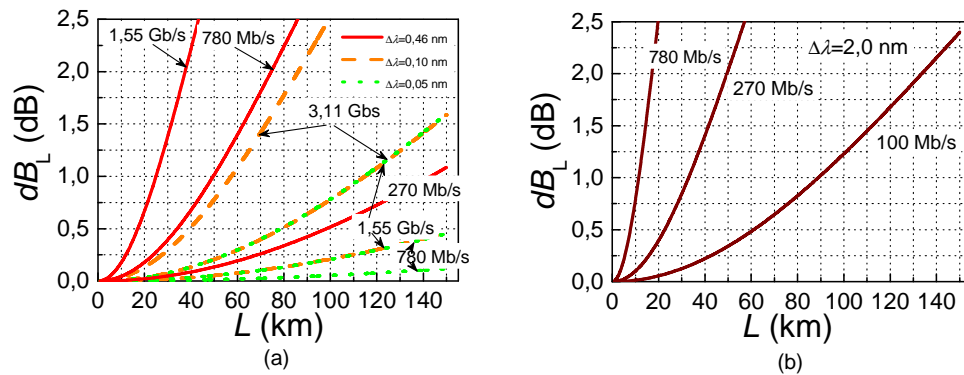 2,5
2,0
1,5
1,0
0,5
0,0
0 20 40 60 80 100 120 140
dB_L (dB)
L (km)
1,55 Gb/s
780 Mb/s
Δλ=0,46 nm
Δλ=0,10 nm
Δλ=0,05 nm
3,11 Gbs
270 Mb/s
1,55 Gb/s
780 Mb/s
(a)
2,5
2,0
1,5
1,0
0,5
0,0
0 20 40 60 80 100 120 140
dB_L (dB)
L (km)
Δλ=2,0 nm
780 Mb/s
270 Mb/s
100 Mb/s
(b)